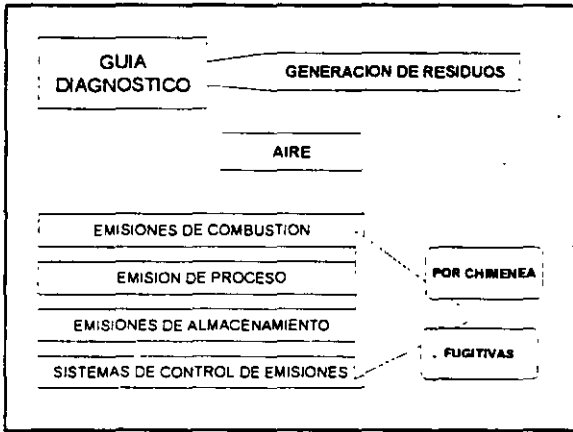 GUIA
DIAGNOSTICO
GENERACION DE RESIDUOS
AIRE
EMISIONES DE COMBUSTION
EMISION DE PROCESO
EMISIONES DE ALMACENAMIENTO
SISTEMAS DE CONTROL DE EMISIONES
POR CHIMENEA
FUGITIVAS